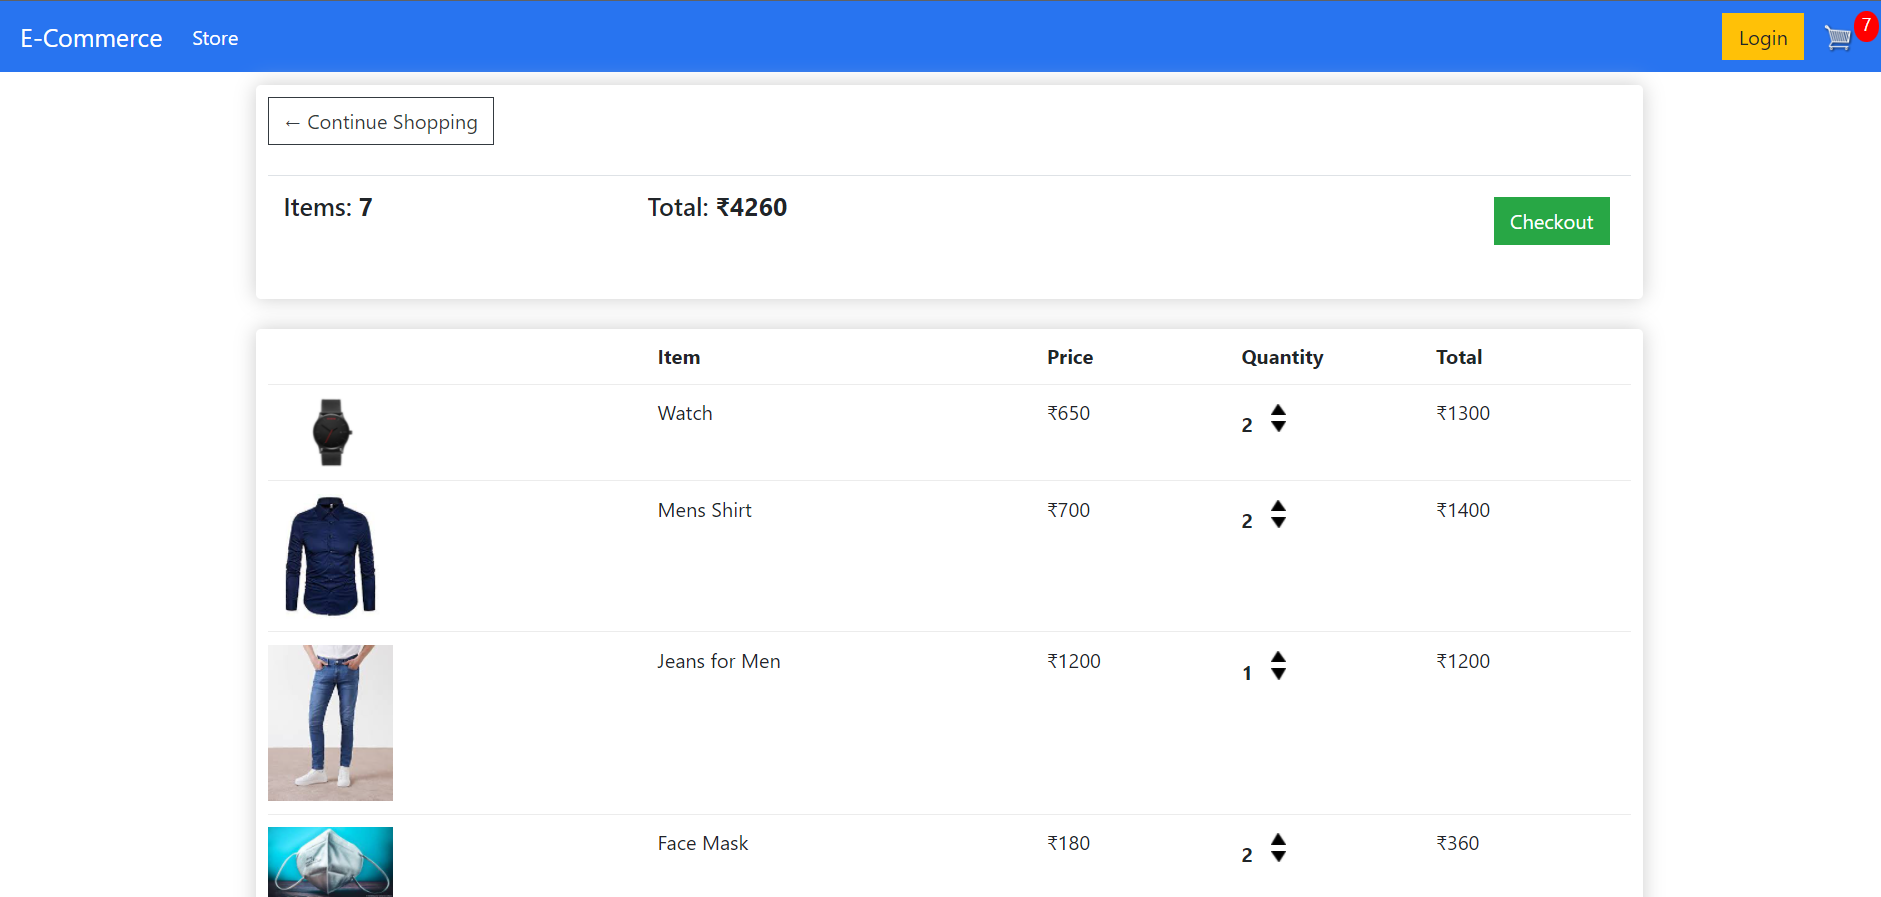 E-Commerce Store Login 7
← Continue Shopping
Items: 7 Total: ₹4260 Checkout
Item Price Quantity Total
Watch ₹650 2 ₹1300
Mens Shirt ₹700 2 ₹1400
Jeans for Men ₹1200 1 ₹1200
Face Mask ₹180 2 ₹360